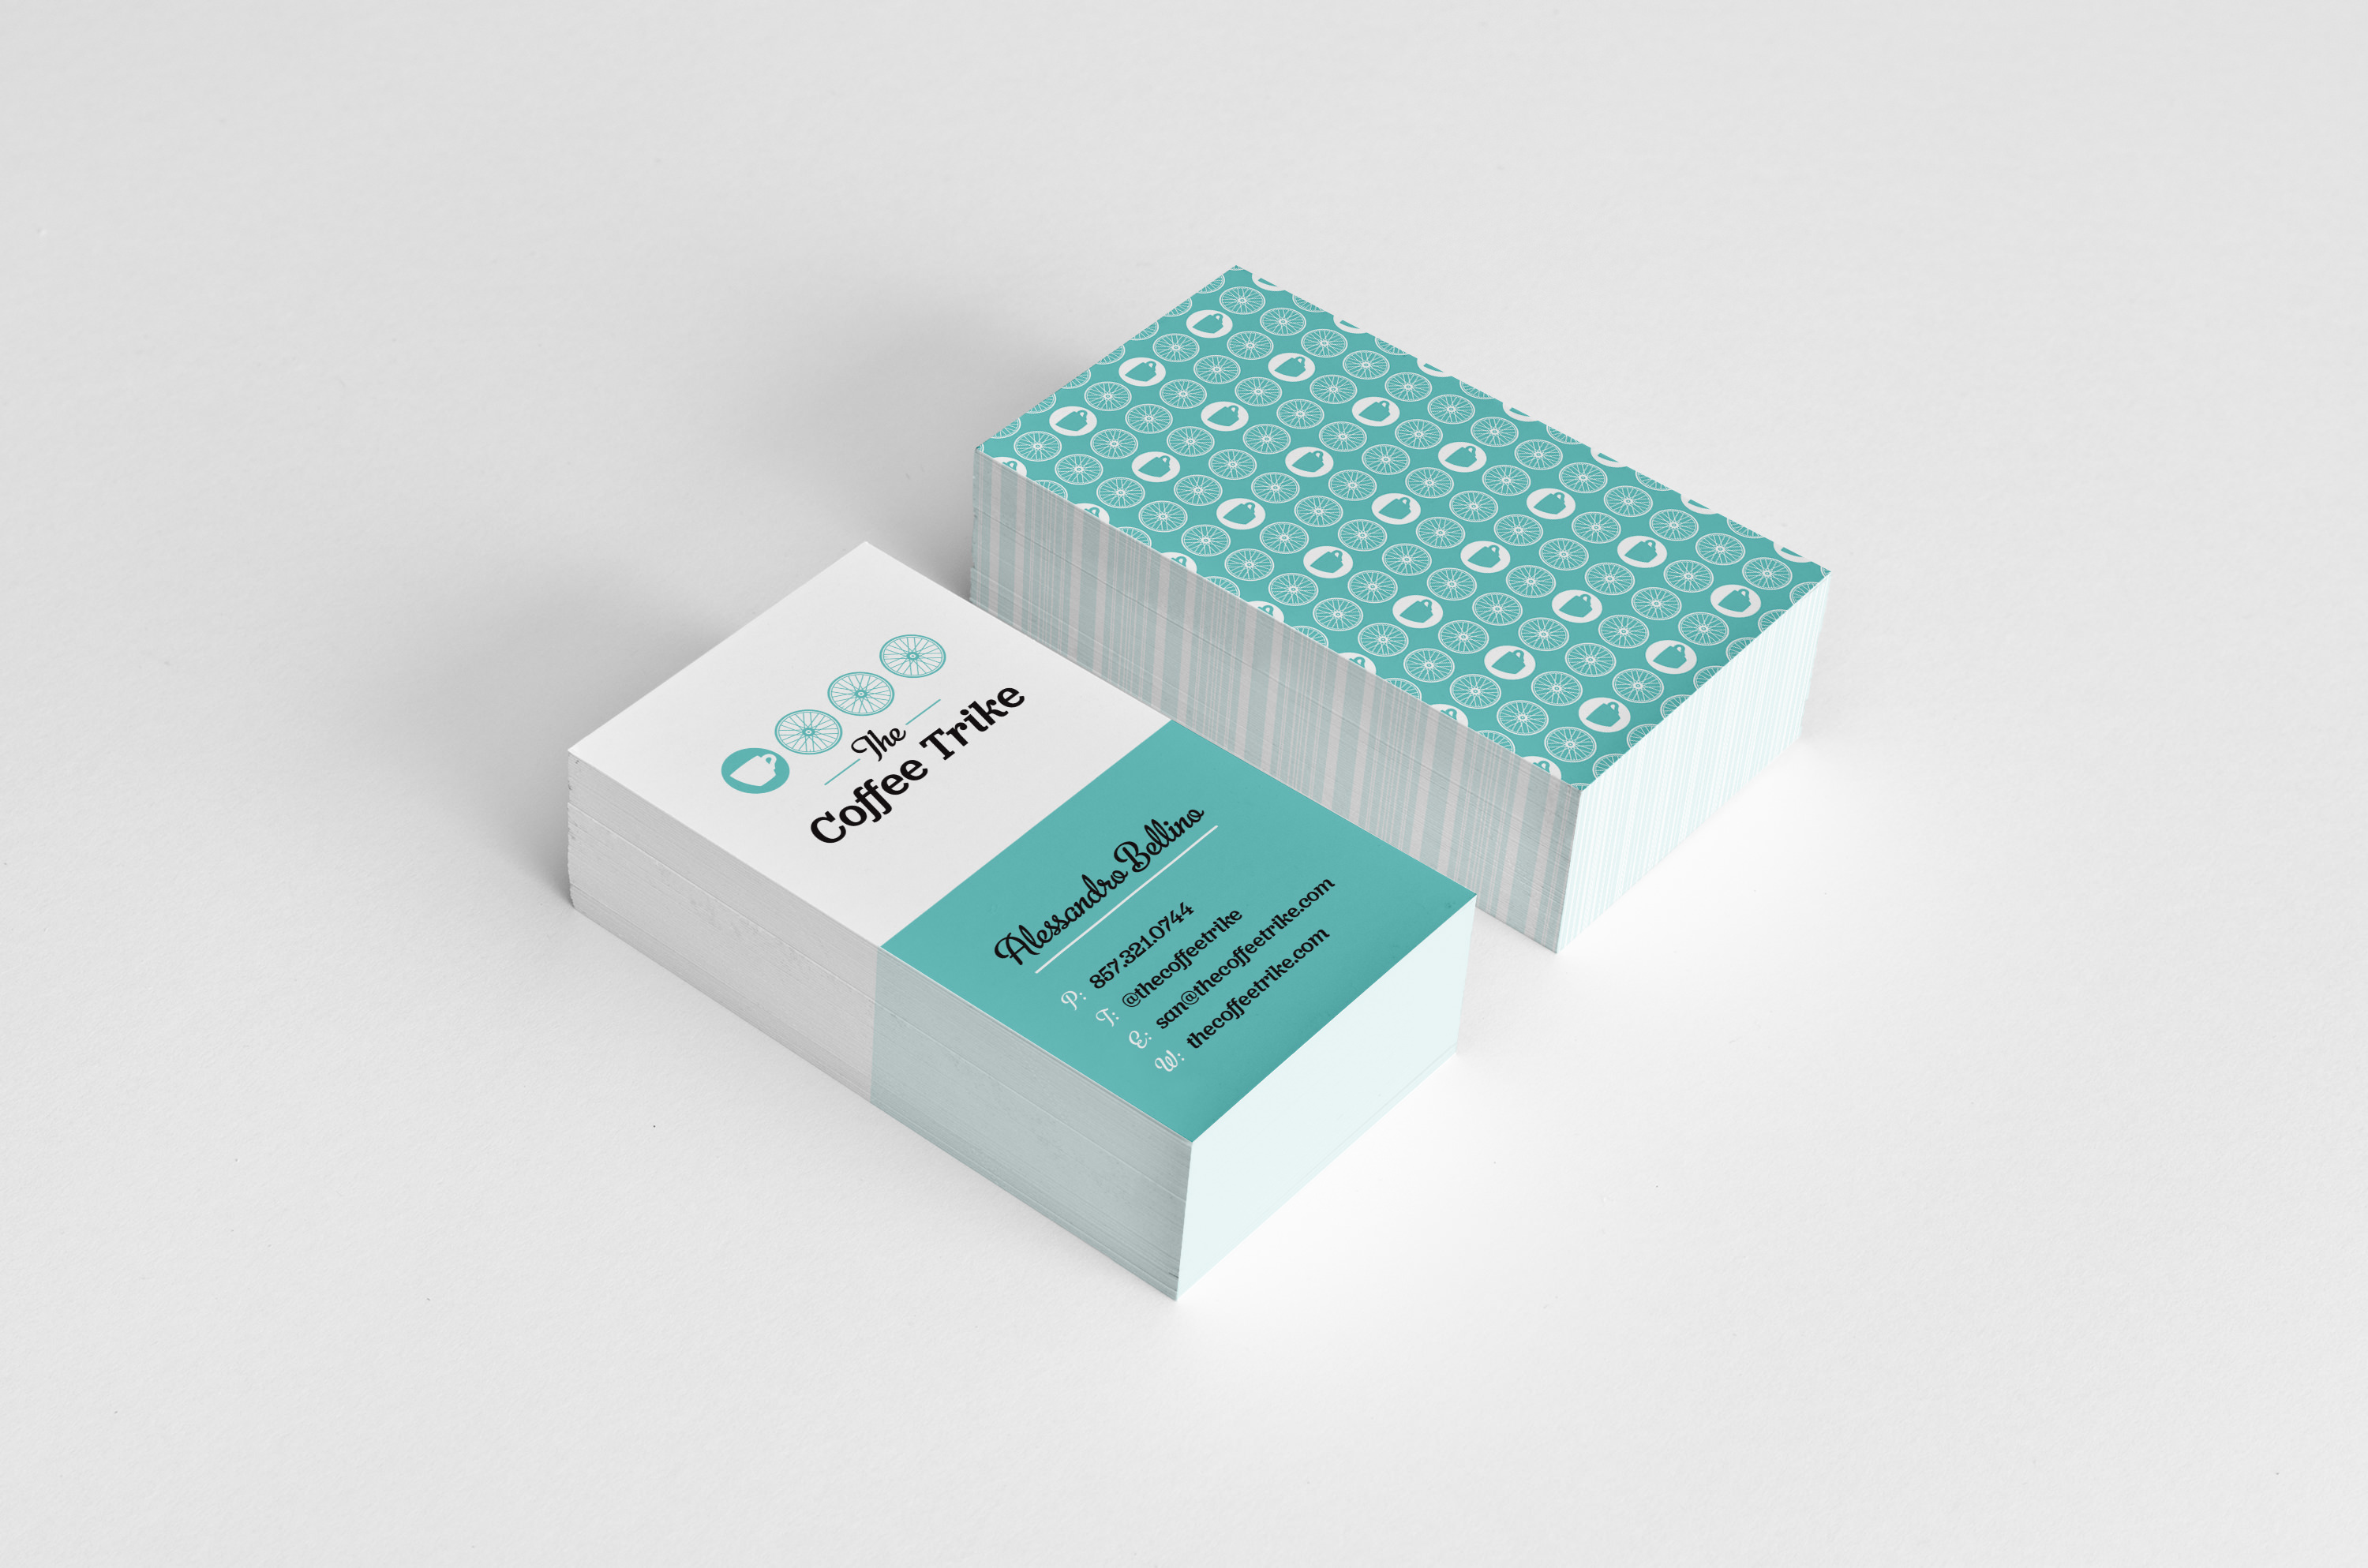 The
Coffee Trike
Alessandro Bellino
P: 857.321.0744
T: @thecoffeetrike
E: san@thecoffeetrike.com
W: thecoffeetrike.com